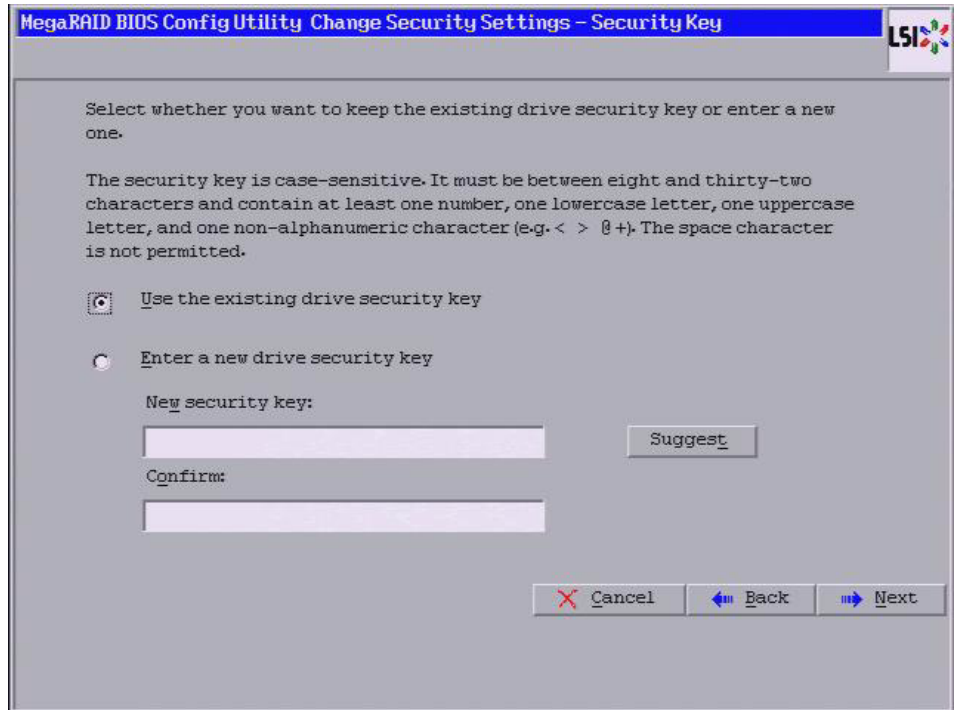 MegaRAID BIOS Config Utility Change Security Settings - Security Key
LSI
Select whether you want to keep the existing drive security key or enter a new
one.
The security key is case-sensitive. It must be between eight and thirty-two
characters and contain at least one number, one lowercase letter, one uppercase
letter, and one non-alphanumeric character (e.g. < > @ +). The space character
is not permitted.
Use the existing drive security key
Enter a new drive security key
New security key:
Suggest
Confirm:
Cancel
Back
Next